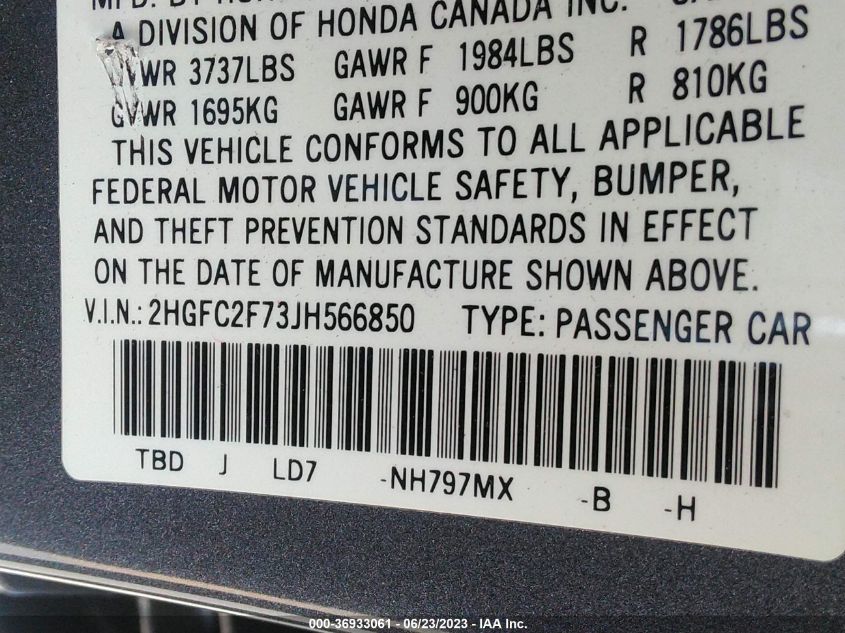 A DIVISION OF HONDA CANADA INC.
GVWR 3737LBS GAWR F 1984LBS R 1786LBS
GVWR 1695KG GAWR F 900KG R 810KG
THIS VEHICLE CONFORMS TO ALL APPLICABLE
FEDERAL MOTOR VEHICLE SAFETY, BUMPER,
AND THEFT PREVENTION STANDARDS IN EFFECT
ON THE DATE OF MANUFACTURE SHOWN ABOVE.
V.I.N.: 2HGFC2F73JH566850 TYPE: PASSENGER CAR
TBD J LD7 -NH797MX -B -H
000-36933061 - 06/23/2023 - IAA Inc.